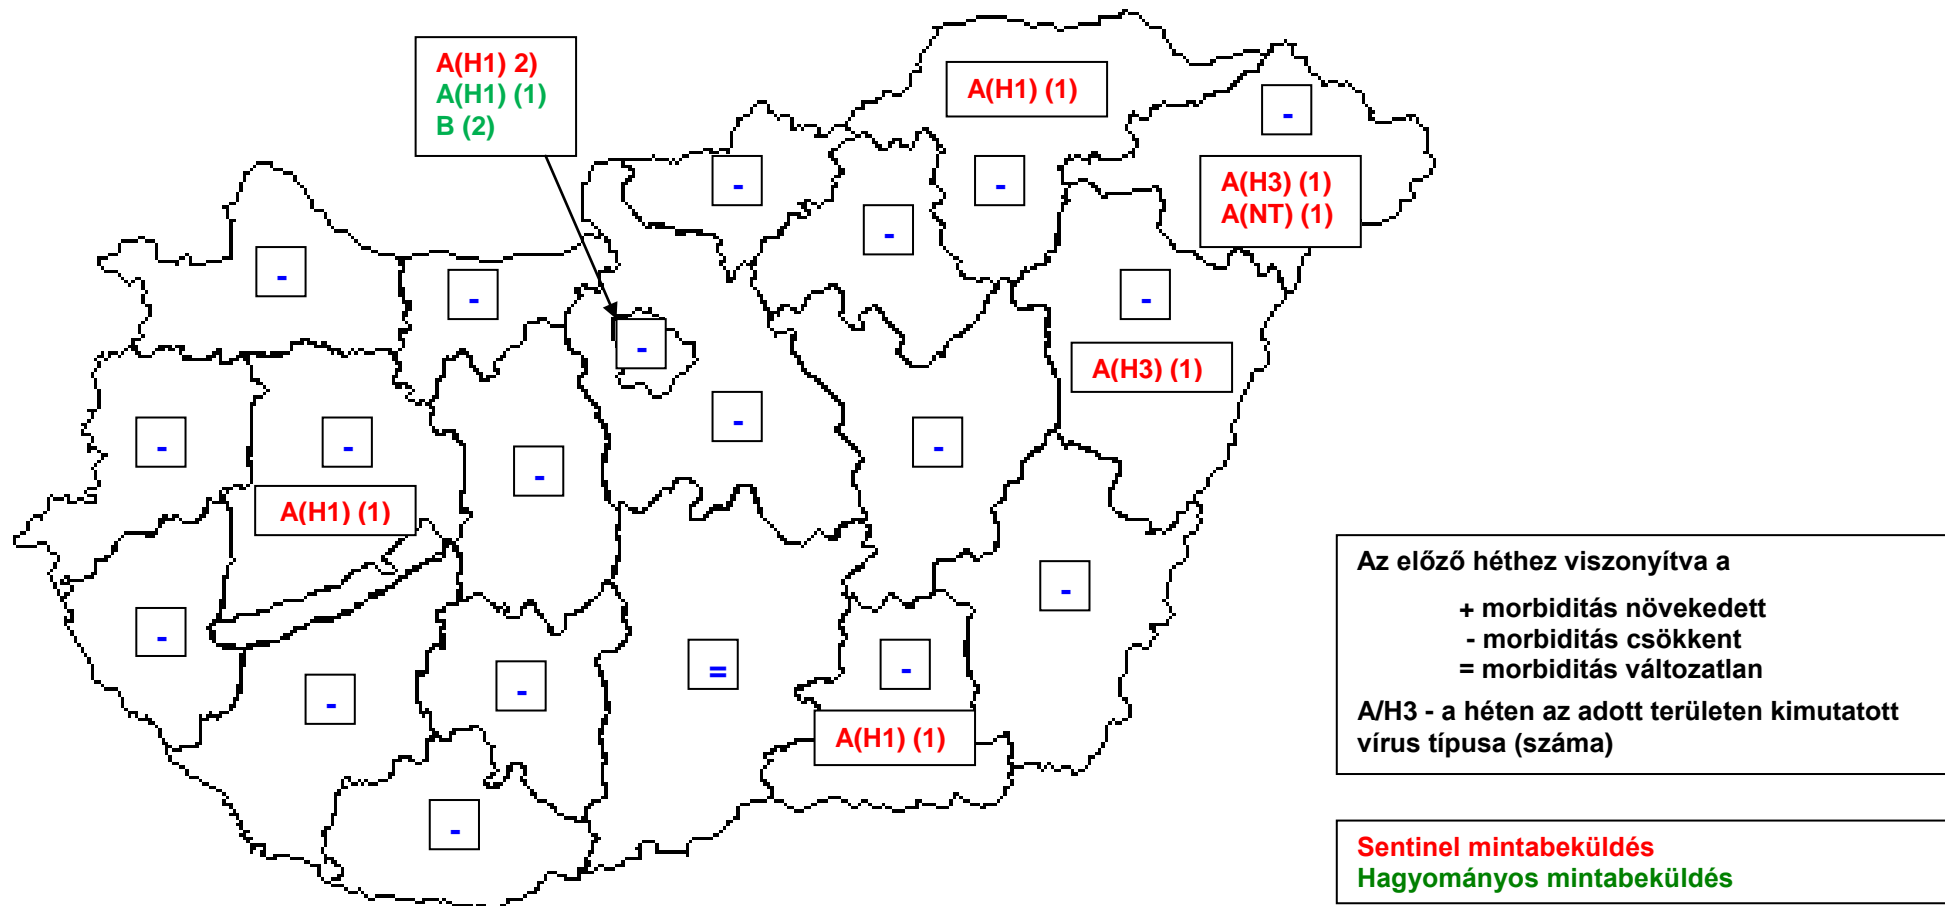 A(H1) 2)
A(H1) (1)
B (2)
A(H1) (1)
-
-
-
A(H3) (1)
A(NT) (1)
-
-
-
-
-
A(H3) (1)
-
-
-
-
-
-
A(H1) (1)
-
-
=
-
-
-
A(H1) (1)
-
Az előző héthez viszonyítva a
+ morbiditás növekedett
- morbiditás csökkent
= morbiditás változatlan
A/H3 - a héten az adott területen kimutatott
vírus típusa (száma)
Sentinel mintabeküldés
Hagyományos mintabeküldés